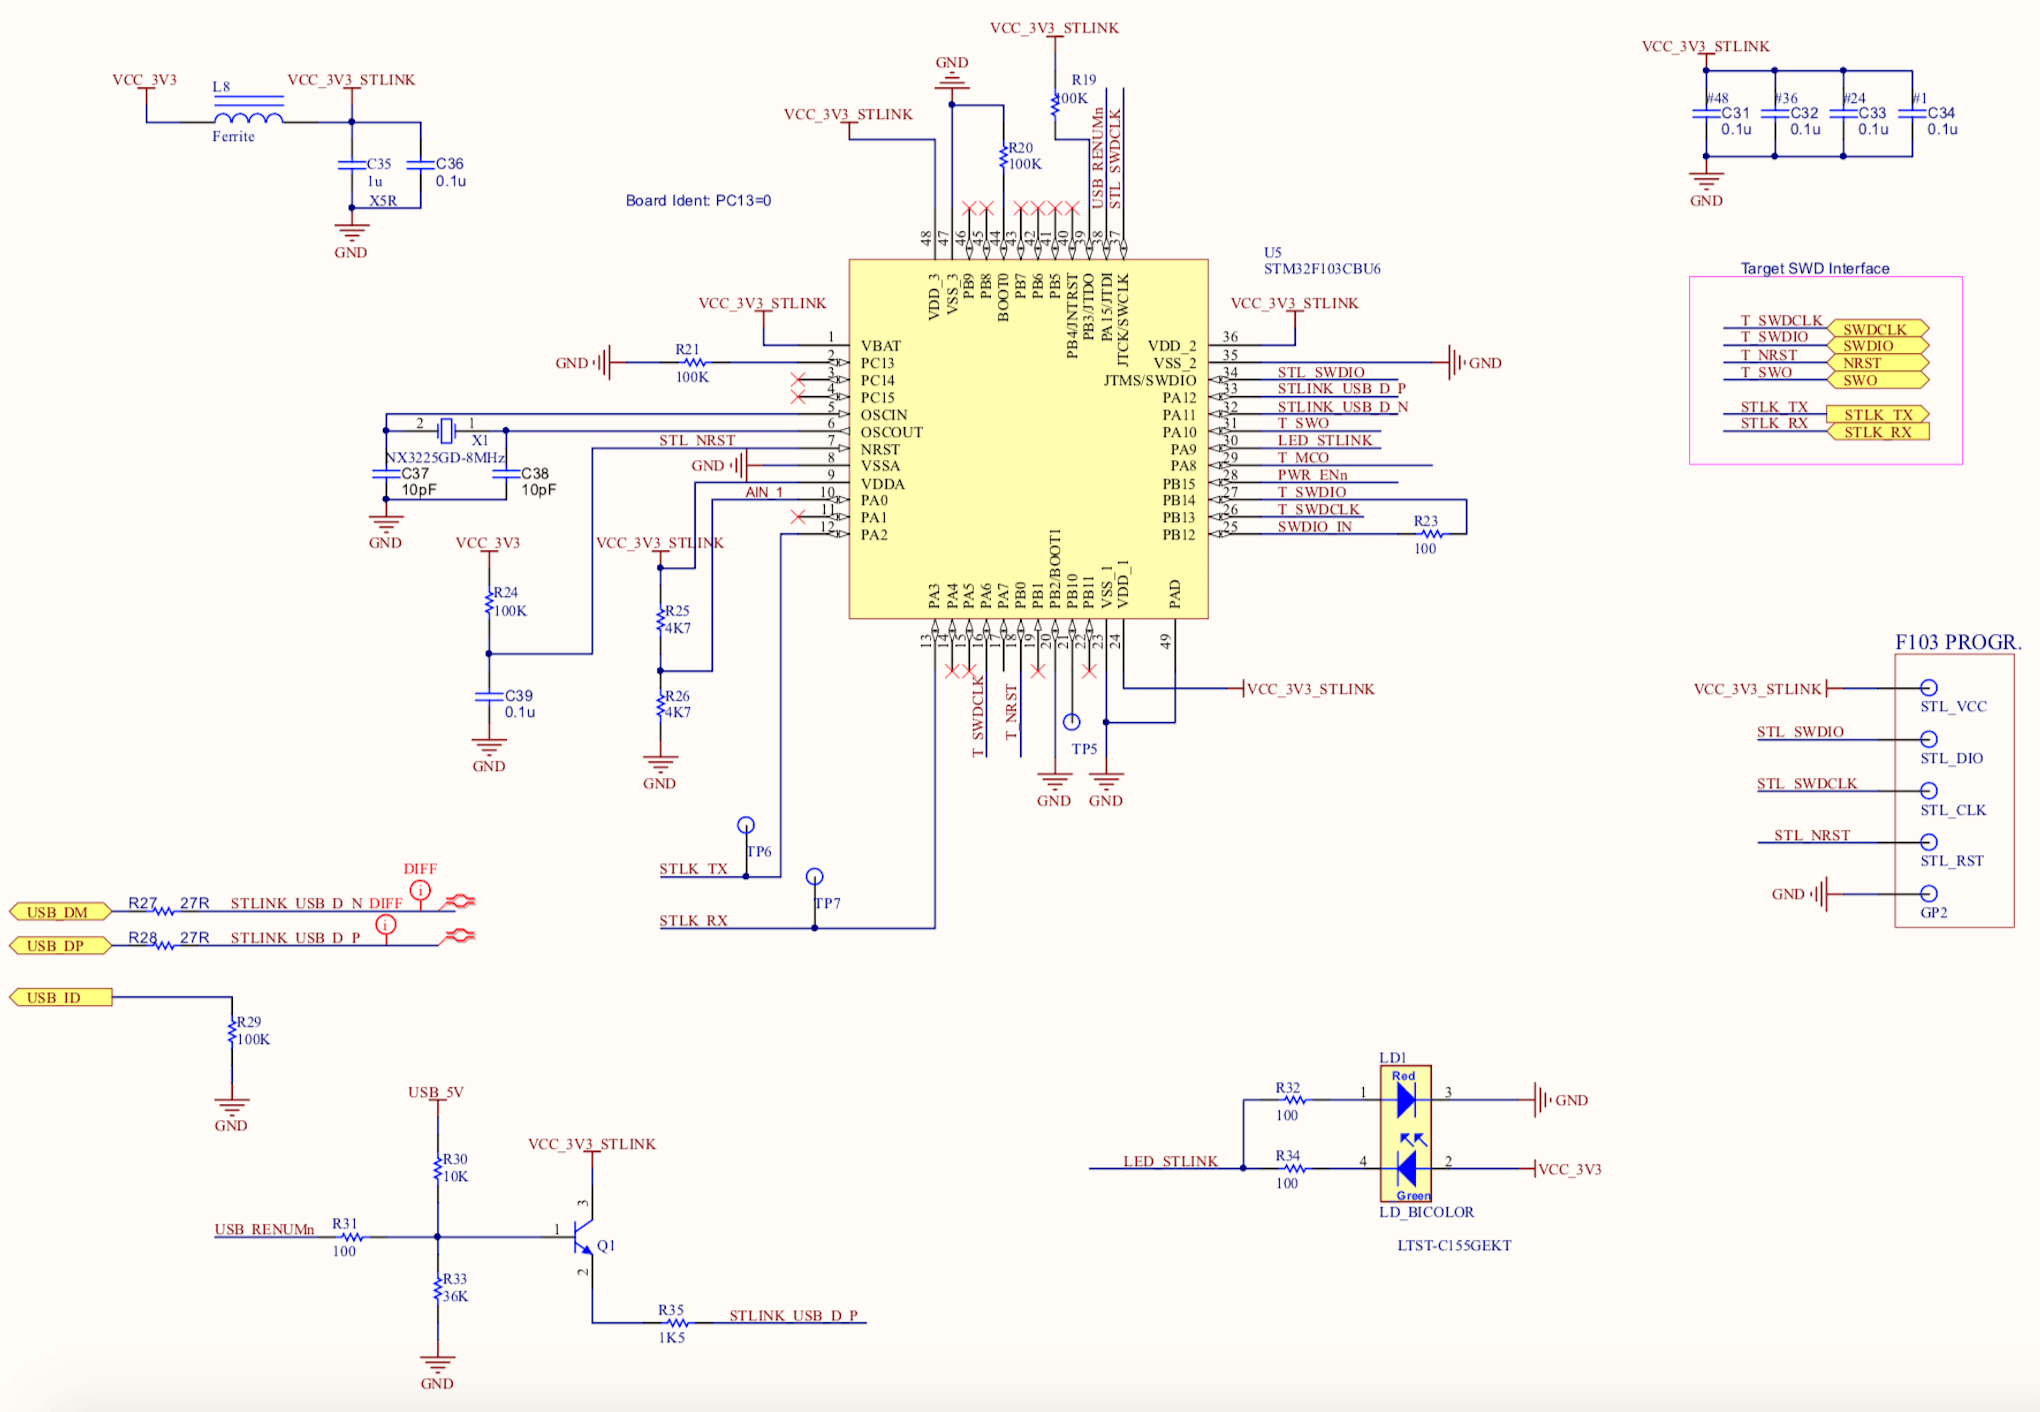 VCC_3V3
L8
Ferrite
VCC_3V3_STLINK
C35
1u
X5R
C36
0.1u
GND
Board Ident: PC13=0
VCC_3V3_STLINK
GND
VCC_3V3_STLINK
R19
100K
R20
100K
USB_RENUMn
STL_SWDCLK
VCC_3V3_STLINK
#48
C31
0.1u
#36
C32
0.1u
#24
C33
0.1u
#1
C34
0.1u
GND
48
47
46
45
44
43
42
41
40
39
38
37
VDD_3
VSS_3
PB9
PB8
BOOT0
PB7
PB6
PB5
PB4/JNTRST
PB3/JTDO
PA15/JTDI
JTCK/SWCLK
U5
STM32F103CBU6
VCC_3V3_STLINK
1 VBAT
GND R21 100K 2 PC13
3 PC14
4 PC15
5 OSCIN
6 OSCOUT
STL_NRST 7 NRST
GND 8 VSSA
9 VDDA
AIN_1 10 PA0
11 PA1
12 PA2
VCC_3V3_STLINK
VDD_2 36
VSS_2 35 GND
JTMS/SWDIO 34 STL_SWDIO
PA12 33 STLINK_USB_D_P
PA11 32 STLINK_USB_D_N
PA10 31 T_SWO
PA9 30 LED_STLINK
PA8 29 T_MCO
PB15 28 PWR_ENn
PB14 27 T_SWDIO
PB13 26 T_SWDCLK
PB12 25 SWDIO_IN
R23
100
2 1
X1
NX3225GD-8MHz
C37
10pF
C38
10pF
GND
VCC_3V3
R24
100K
C39
0.1u
GND
VCC_3V3_STLINK
R25
4K7
R26
4K7
GND
PA3
PA4
PA5
PA6
PA7
PB0
PB1
PB2/BOOT1
PB10
PB11
VSS_1
VDD_1
PAD
13
14
15
16
17
18
19
20
21
22
23
24
49
T_SWDCLK
T_NRST
TP5
GND
GND
VCC_3V3_STLINK
TP6
STLK_TX
TP7
STLK_RX
Target SWD Interface
T_SWDCLK SWDCLK
T_SWDIO SWDIO
T_NRST NRST
T_SWO SWO
STLK_TX STLK_TX
STLK_RX STLK_RX
F103 PROGR.
VCC_3V3_STLINK
STL_VCC
STL_SWDIO
STL_DIO
STL_SWDCLK
STL_CLK
STL_NRST
STL_RST
GND
GP2
DIFF
USB_DM R27 27R STLINK_USB_D_N DIFF
i
i
USB_DP R28 27R STLINK_USB_D_P
USB_ID
R29
100K
GND
USB_5V
R30
10K
USB_RENUMn R31
100
R33
36K
GND
VCC_3V3_STLINK
3
1
Q1
2
R35
1K5
STLINK_USB_D_P
LD1
Red
R32
100
1 3 GND
LED_STLINK
R34
100
4 2 VCC_3V3
Green
LD_BICOLOR
LTST-C155GEKT